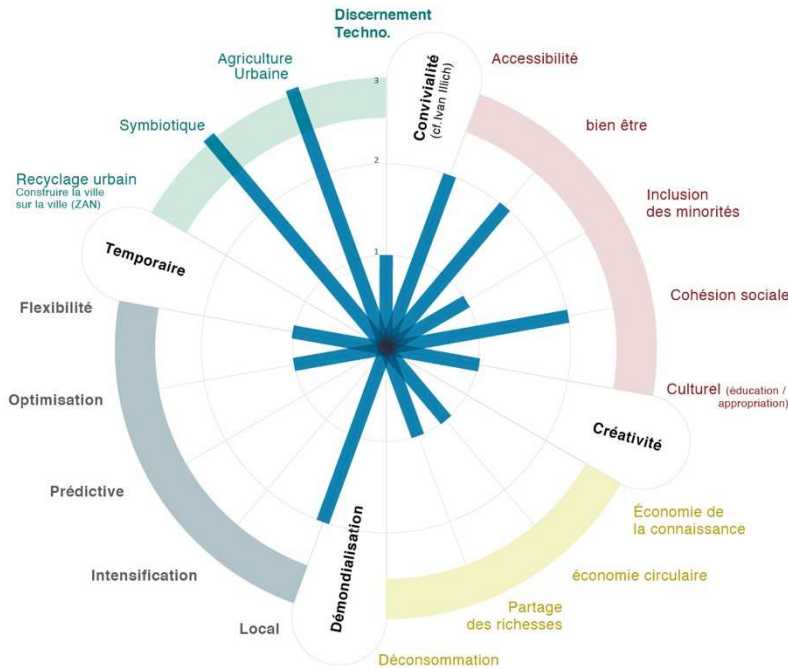 Discernement
Techno.
Agriculture
Urbaine
Symbiotique
Recyclage urbain
Construire la ville
sur la ville (ZAN)
Temporaire
Flexibilité
Optimisation
Prédictive
Intensification
Local
Démondialisation
Déconsommation
Partage
des richesses
économie circulaire
Économie de
la connaissance
Créativité
Culturel (éducation /
appropriation)
Cohésion sociale
Inclusion
des minorités
bien être
Accessibilité
Convivialité
(cf.Ivan Illich)
3
2
1